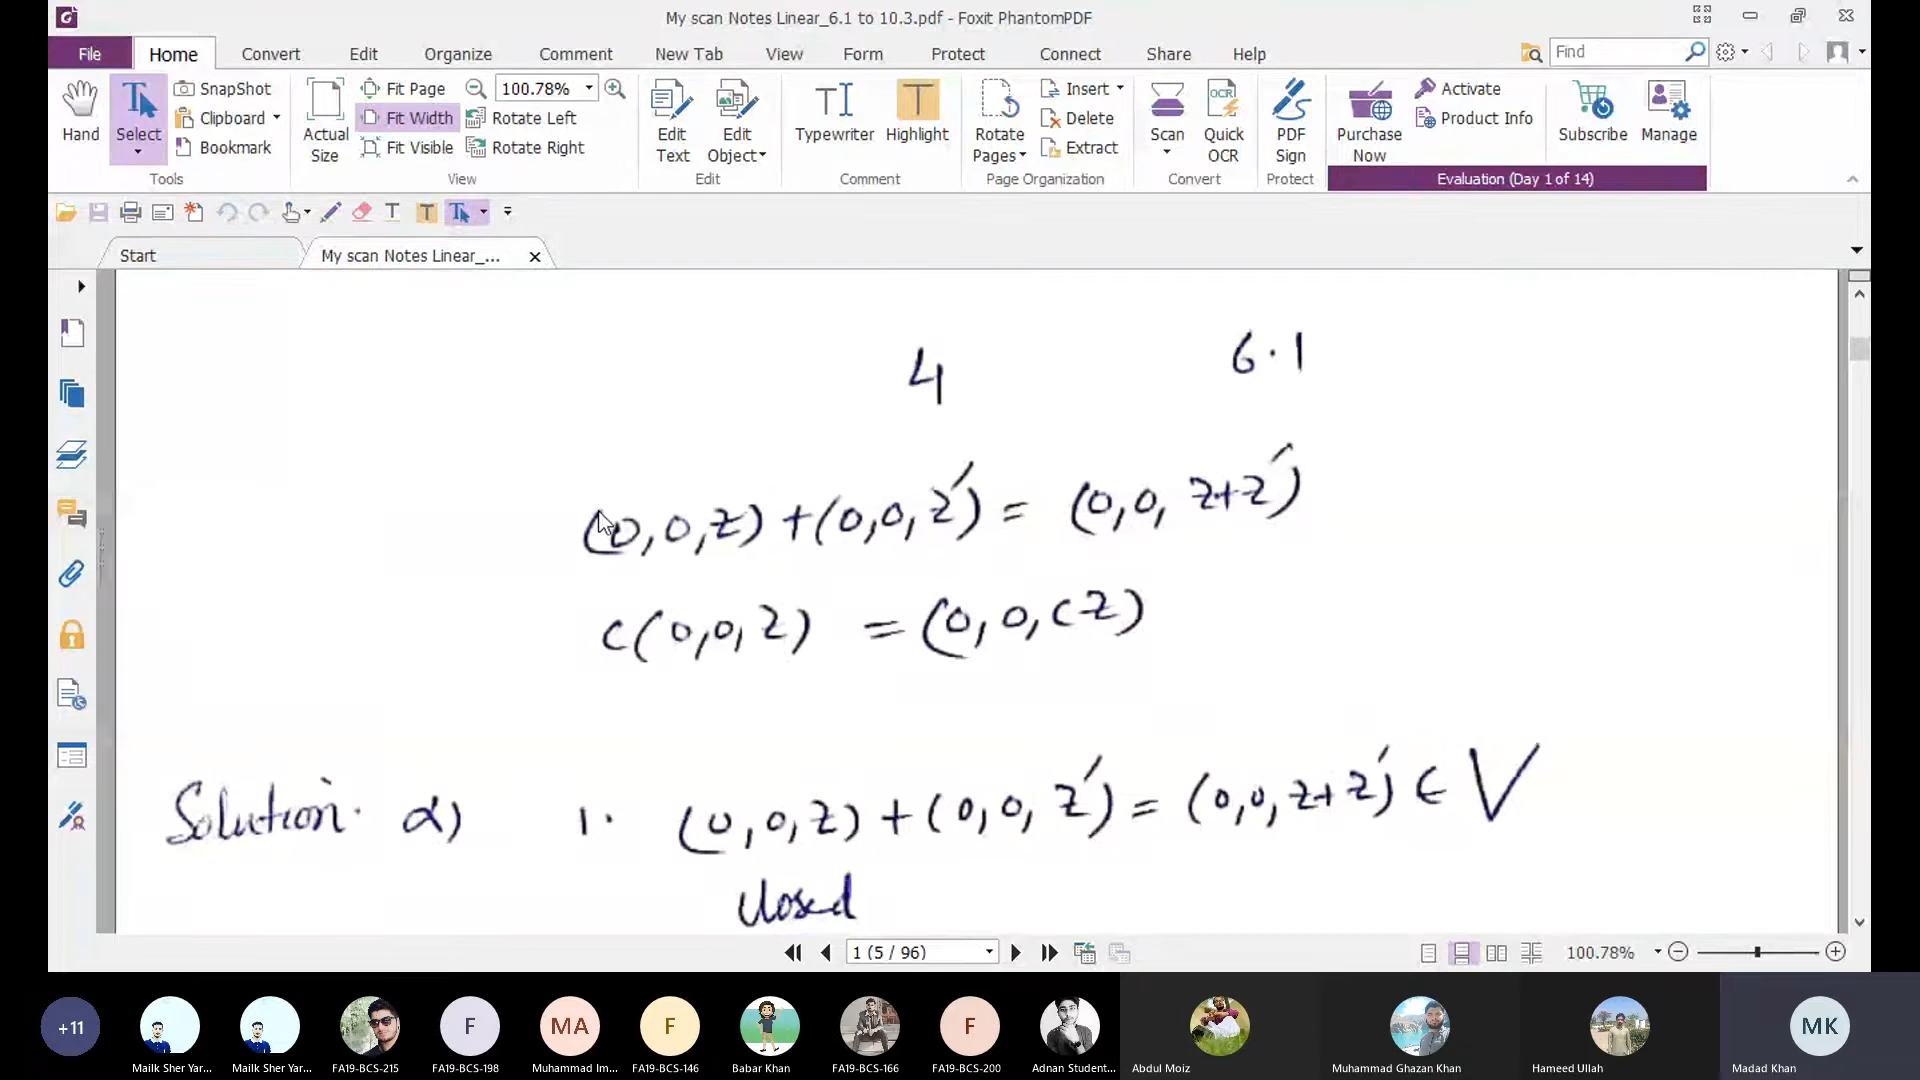 My scan Notes Linear_6.1 to 10.3.pdf - Foxit PhantomPDF
File Home Convert Edit Organize Comment New Tab View Form Protect Connect Share Help Find
Hand
Select
SnapShot
Clipboard
Bookmark
Tools
Actual Size
Fit Page
Fit Width
Fit Visible
100.78%
Rotate Left
Rotate Right
View
Edit Text
Edit Object
Edit
Typewriter
Highlight
Comment
Rotate Pages
Insert
Delete
Extract
Page Organization
Scan
Quick OCR
Convert
PDF Sign
Protect
Purchase Now
Activate
Product Info
Subscribe
Manage
Evaluation (Day 1 of 14)
Start
My scan Notes Linear_...
4 6.1
(0,0,z)+(0,0,z′) = (0,0, z+z′)
c(0,0,z) = (0,0,cz)
Solution. a) 1. (0,0,z)+(0,0,z′) = (0,0,z+z′) ∈ V
closed
1 (5 / 96)
100.78%
+11
F
MA
F
F
MK
Mailk Sher Yar...
Mailk Sher Yar...
FA19-BCS-215
FA19-BCS-198
Muhammad Im...
FA19-BCS-146
Babar Khan
FA19-BCS-166
FA19-BCS-200
Adnan Student...
Abdul Moiz
Muhammad Ghazan Khan
Hameed Ullah
Madad Khan